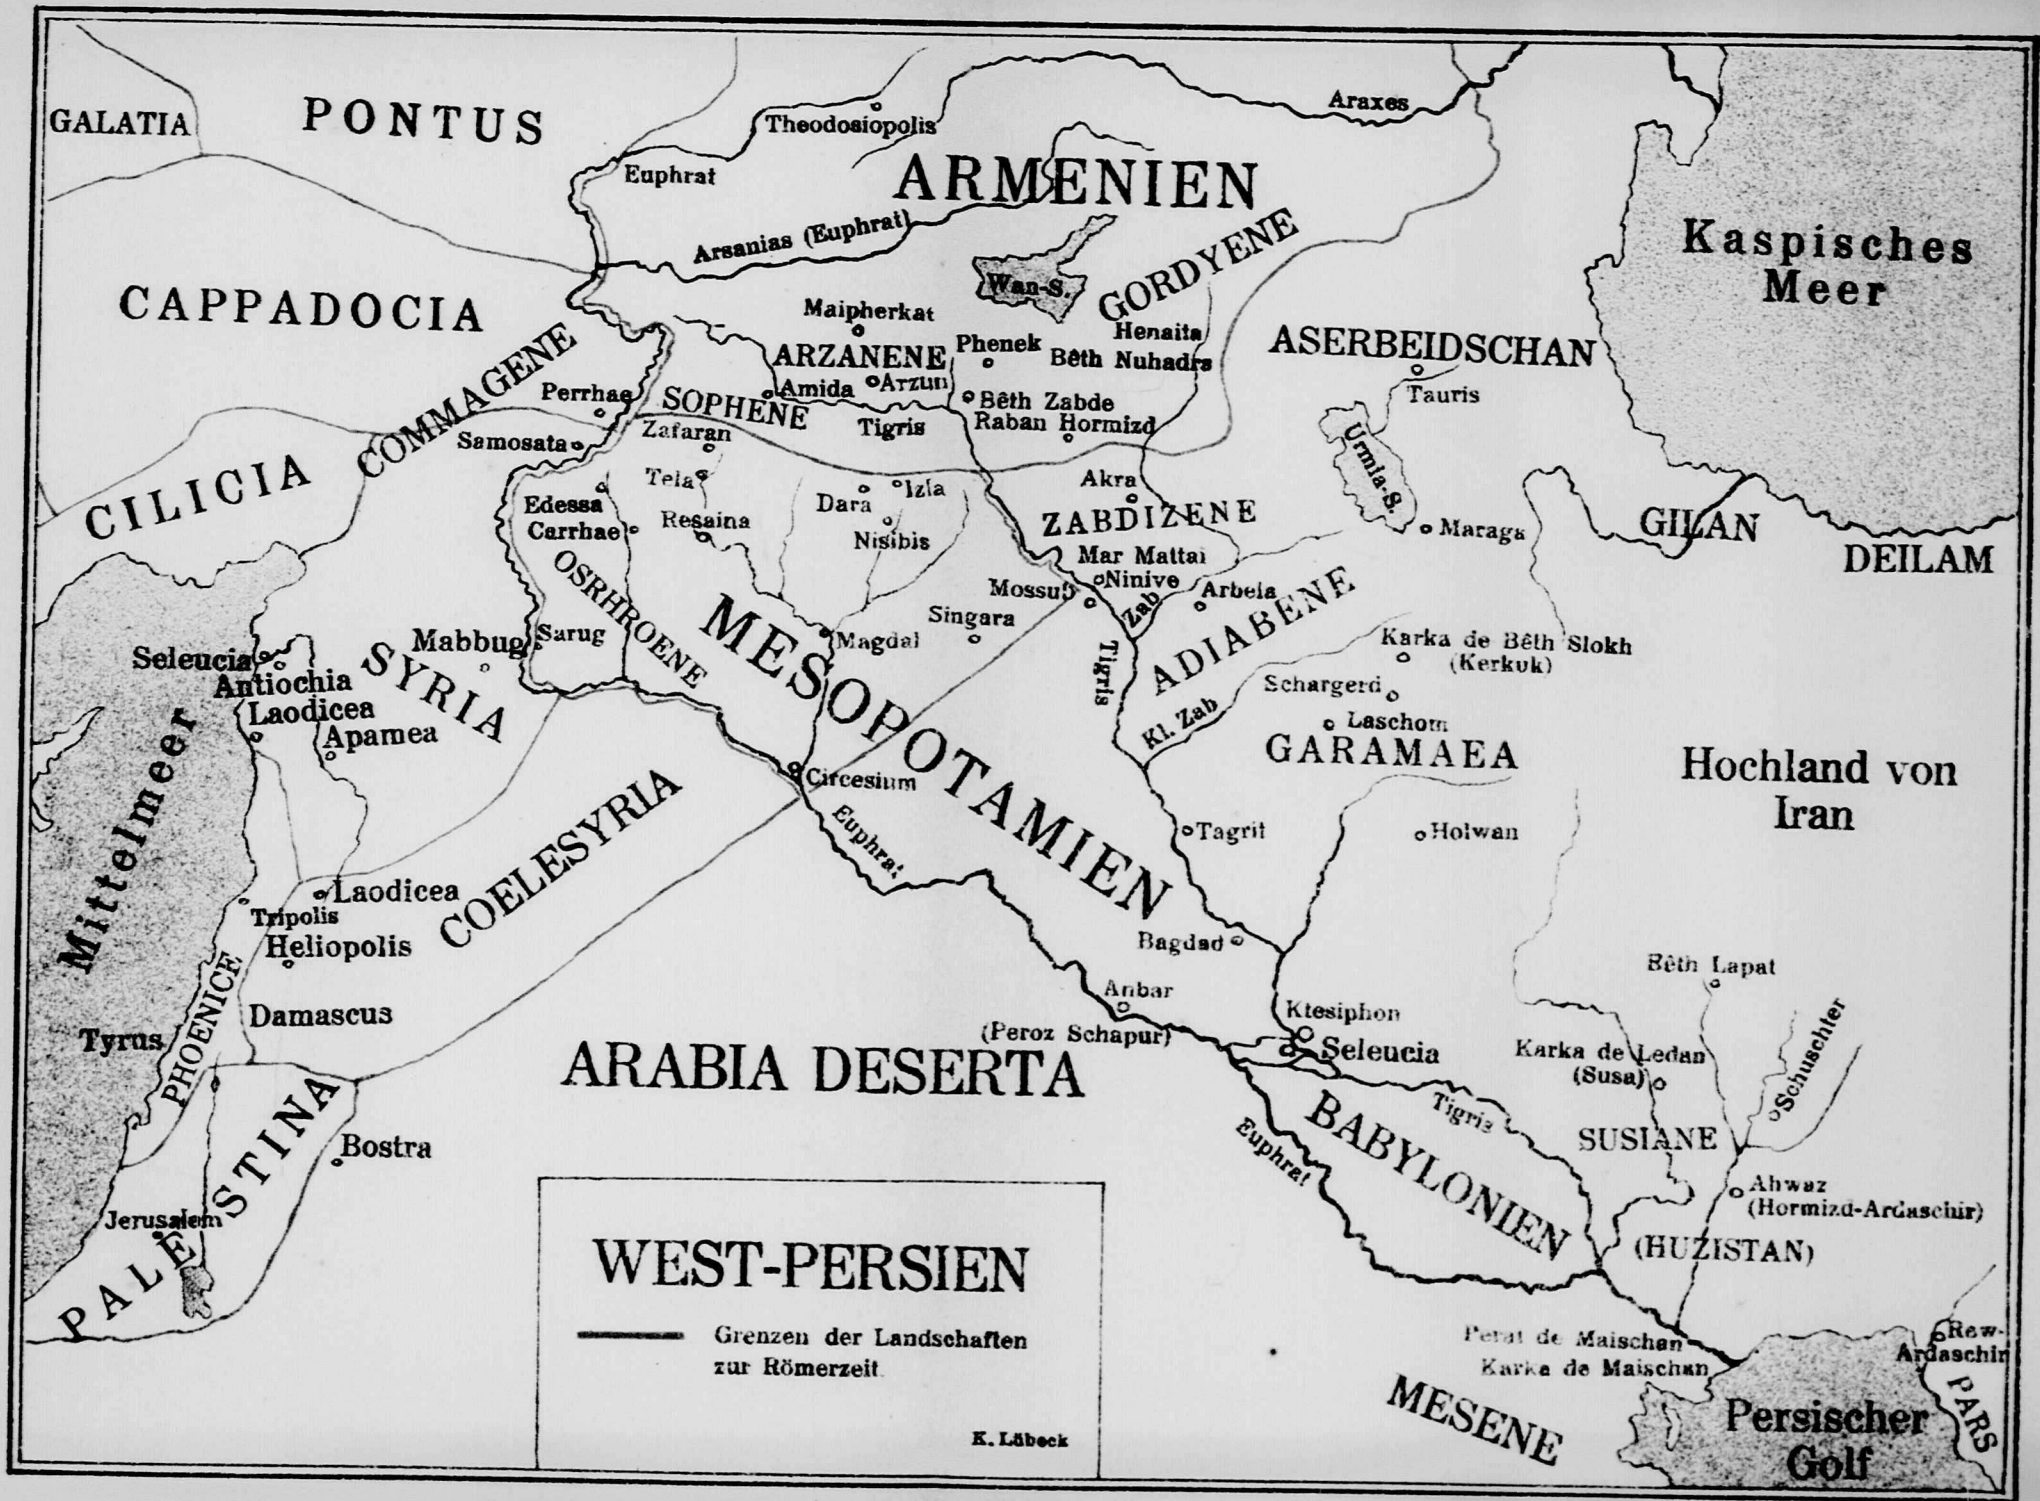 GALATIA
PONTUS
Theodosiopolis
Araxes
Euphrat
ARMENIEN
Arsanias (Euphrat)
Kaspisches
Meer
CAPPADOCIA
Wan-S.
GORDYENE
Maipherkat
Henaita
Phenek
Bêth Nuhadra
ARZANENE
ASERBEIDSCHAN
COMMAGENE
Perrhae
SOPHENE
Amida
Arzun
Bêth Zabde
Tauris
Samosata
Zafaran
Tigris
Raban Hormizd
Urmia-S.
CILICIA
Tela
Dara
Izla
Akra
Edessa
Resaina
ZABDIZENE
Carrhae
Nisibis
Maraga
GILAN
DEILAM
OSRHROENE
Mar Mattai
Ninive
Mossul
Zab
Arbela
ADIABENE
Singara
Magdal
Sarug
Mabbug
SYRIA
MESOPOTAMIEN
Tigris
Karka de Bêth Slokh
(Kerkuk)
Seleucia
Antiochia
Laodicea
Apamea
Schargerd
Laschom
Kl. Zab
GARAMAEA
Mittelmeer
Circesium
Euphrat
COELESYRIA
Hochland von
Iran
Tagrit
Holwan
Laodicea
Tripolis
Heliopolis
Bagdad
PHOENICE
Damascus
Tyrus
Anbar
(Peroz Schapur)
Ktesiphon
Seleucia
Bêth Lapat
Karka de Ledan
(Susa)
Schuschter
ARABIA DESERTA
BABYLONIEN
Tigris
Euphrat
SUSIANE
PALESTINA
Bostra
Jerusalem
Ahwaz
(Hormizd-Ardaschir)
(HUZISTAN)
WEST-PERSIEN
Grenzen der Landschaften
zur Römerzeit
K. Lübeck
Perat de Maischan
Karka de Maischan
MESENE
Rew-
Ardaschir
PARS
Persischer
Golf